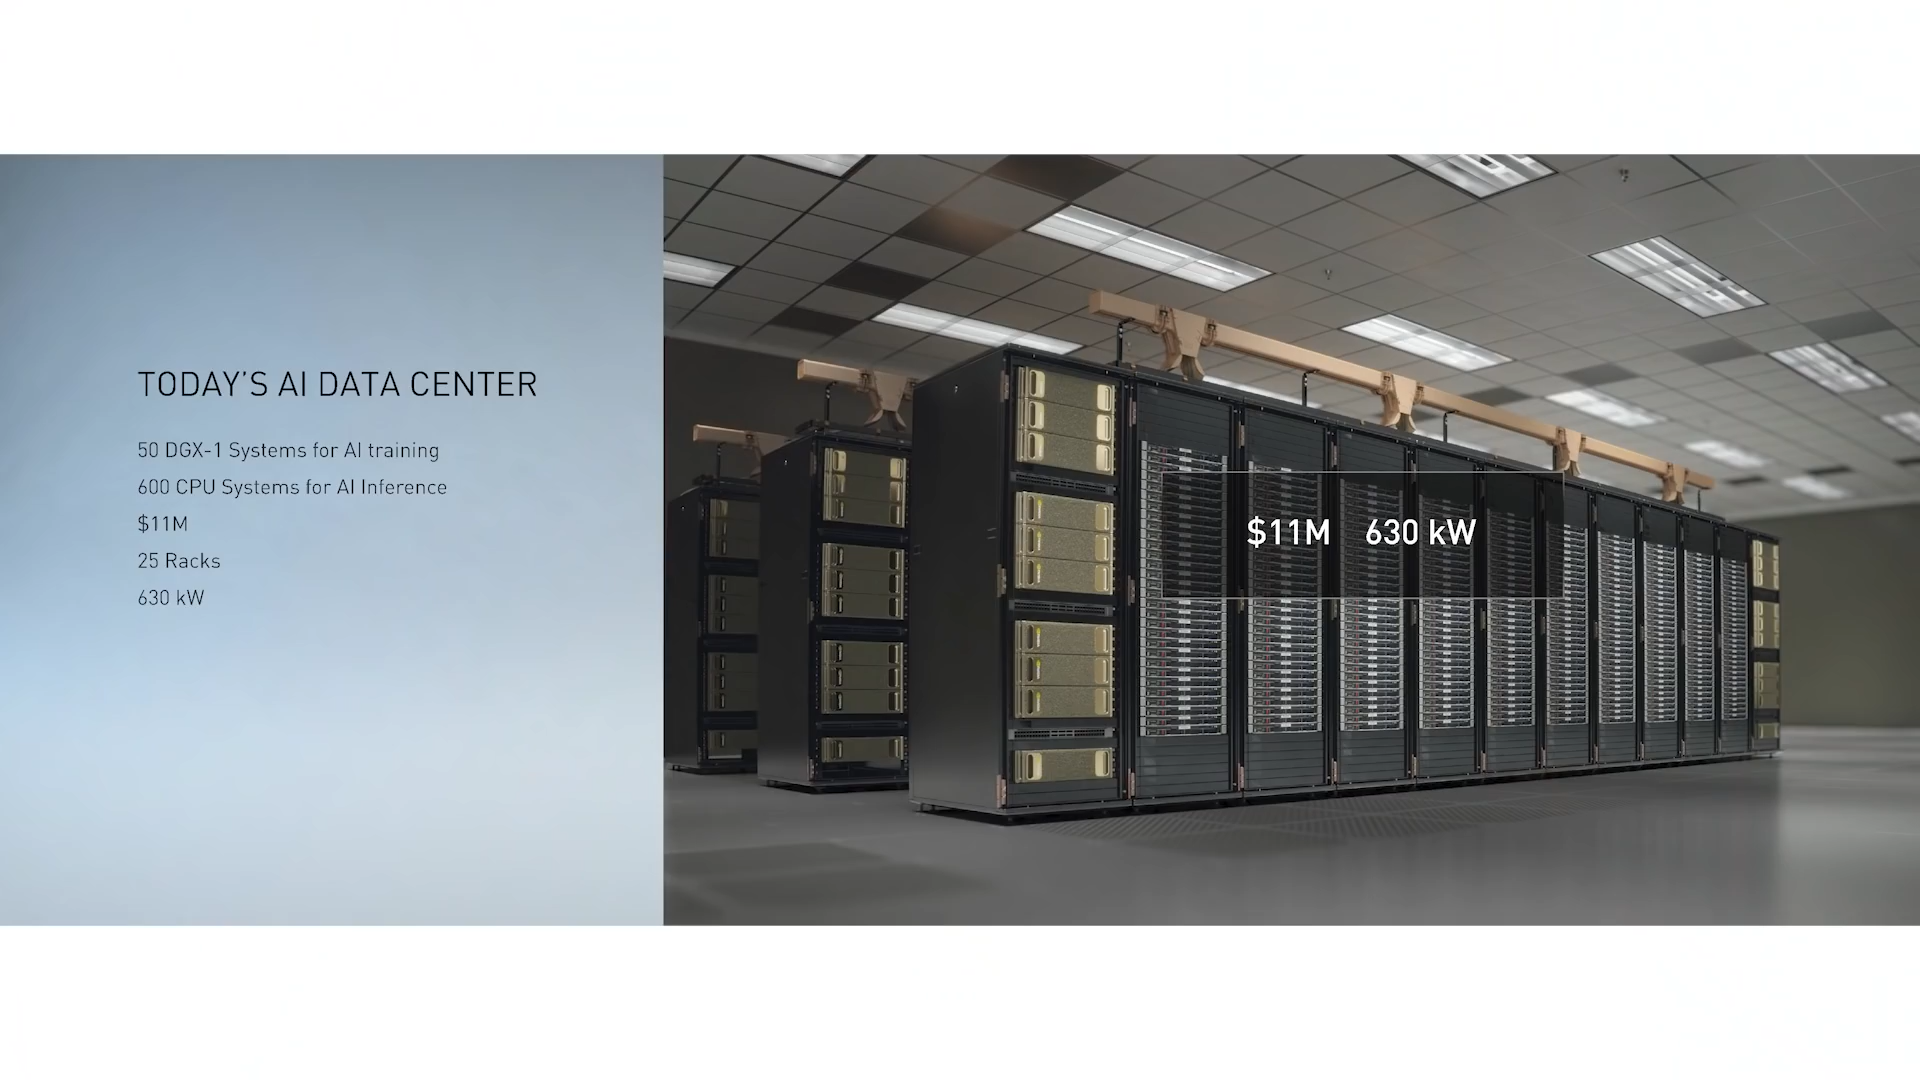 TODAY'S AI DATA CENTER
50 DGX-1 Systems for AI training
600 CPU Systems for AI Inference
$11M
25 Racks
630 kW
$11M 630 kW